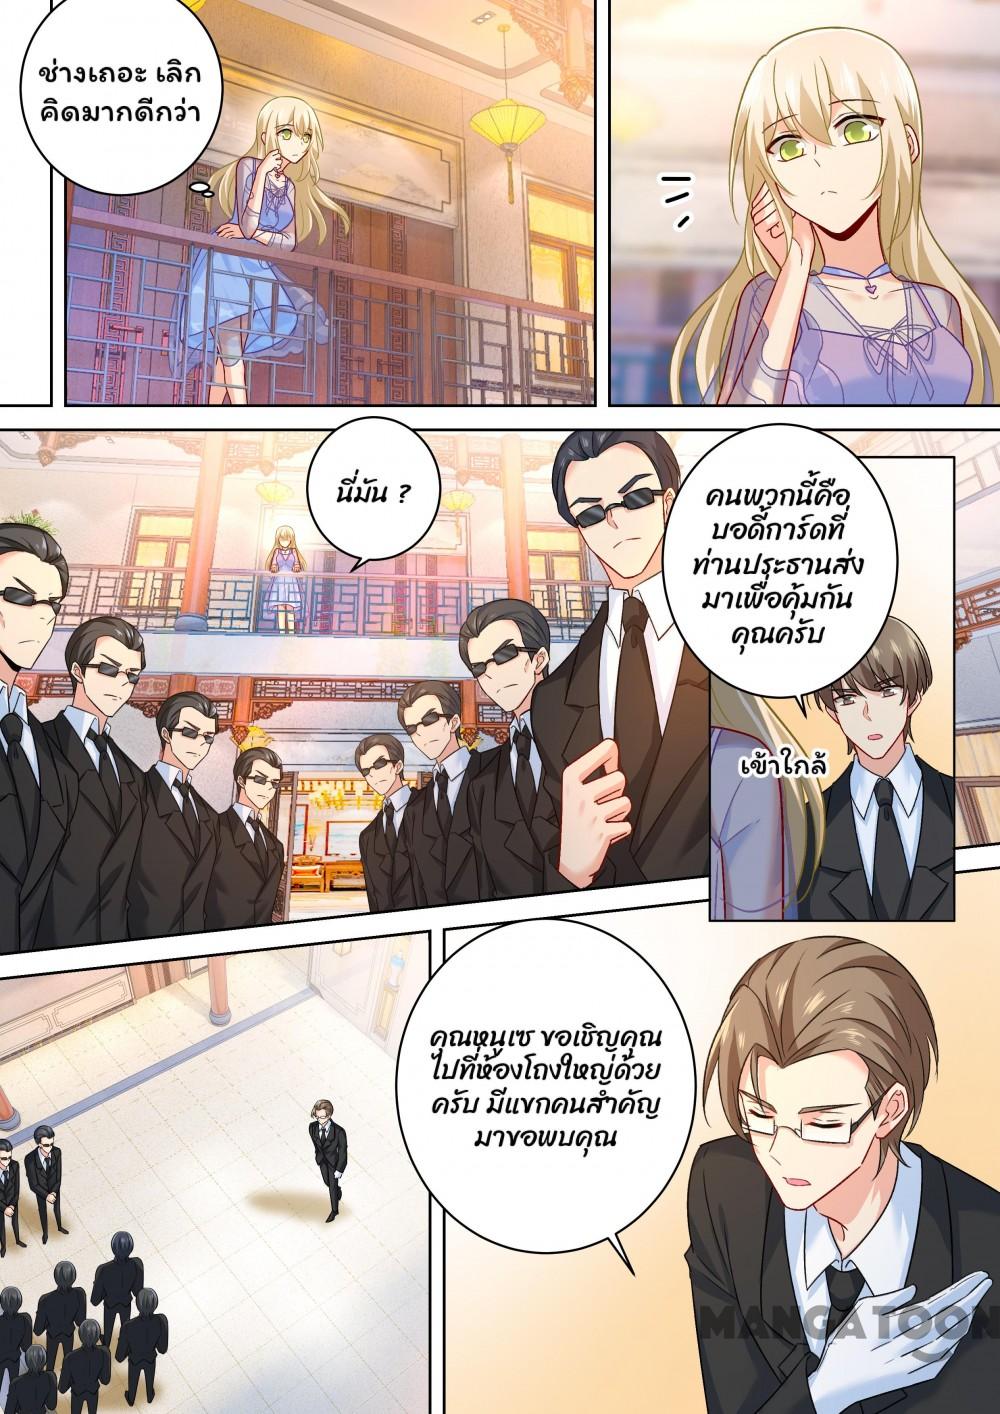 ช่างเถอะ เลิก
คิดมากดีกว่า
นี่มัน ?
คนพวกนี้คือ
บอดี้การ์ดที่
ท่านประธานส่ง
มาเพื่อคุ้มกัน
คุณครับ
เข้าใกล้
คุณหนูเซ ขอเชิญคุณ
ไปที่ห้องโถงใหญ่ด้วย
ครับ มีแขกคนสำคัญ
มาขอพบคุณ
MANGATOON